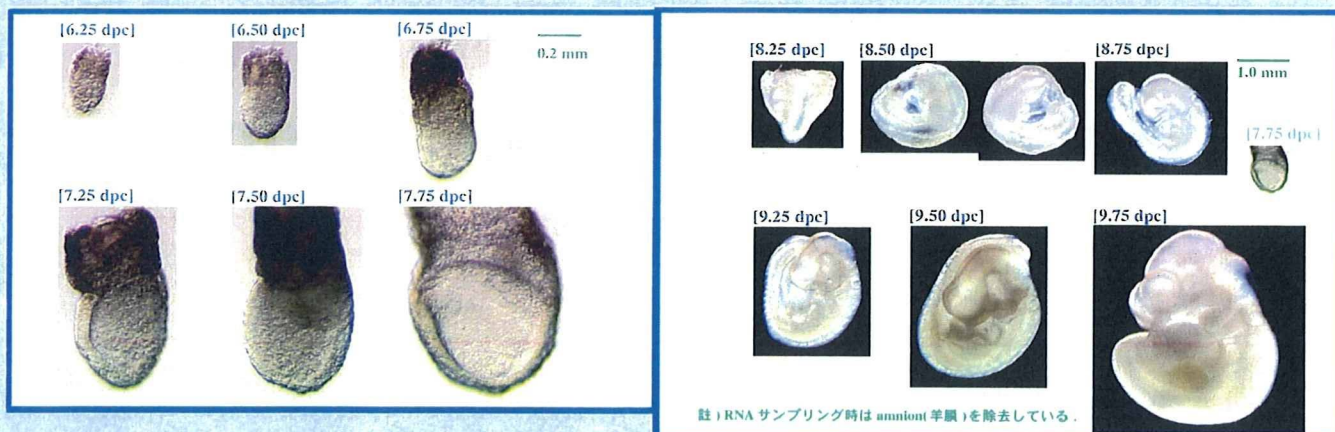 [6.25 dpc]
[6.50 dpc]
[6.75 dpc]
0.2 mm
[7.25 dpc]
[7.50 dpc]
[7.75 dpc]
[8.25 dpc]
[8.50 dpc]
[8.75 dpc]
1.0 mm
[7.75 dpc]
[9.25 dpc]
[9.50 dpc]
[9.75 dpc]
註 ) RNA サンプリング時は amniont( 羊膜 ) を除去している .